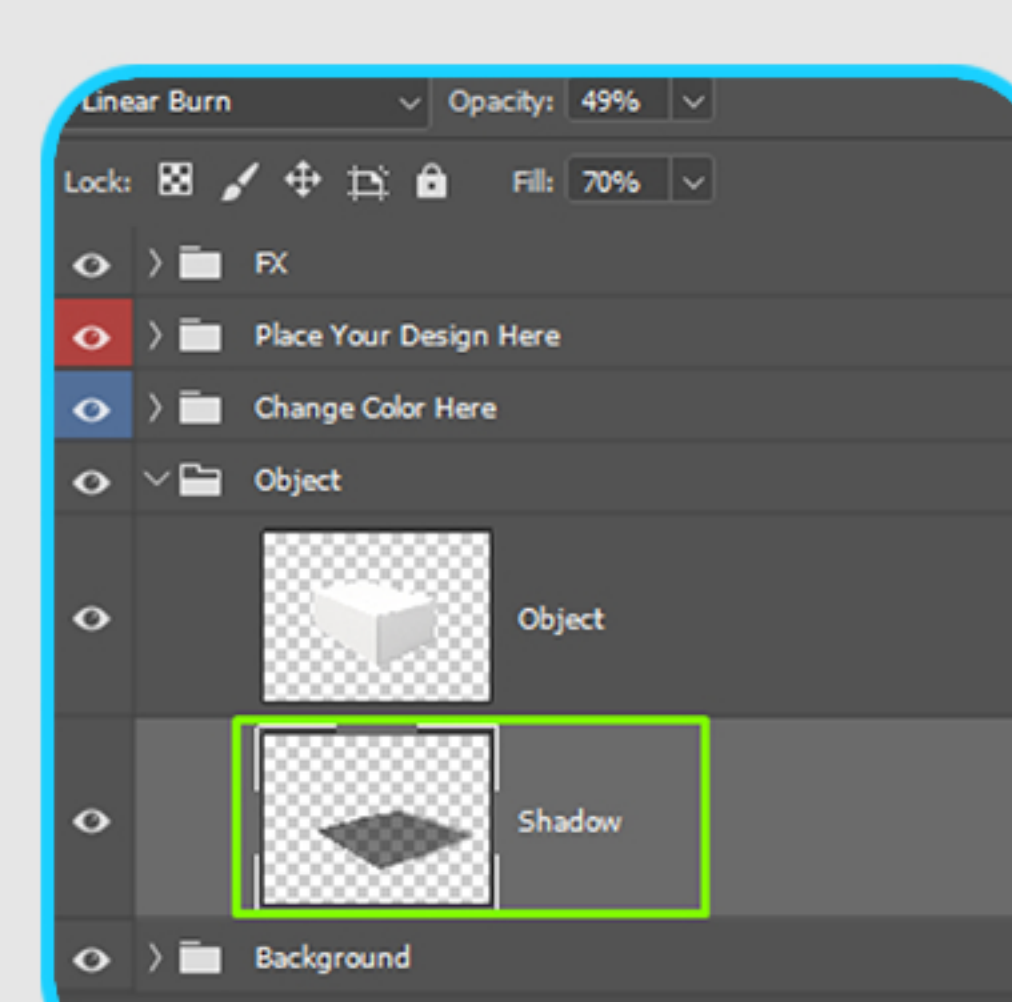 Linear Burn Opacity: 49%
Lock: Fill: 70%
FX
Place Your Design Here
Change Color Here
Object
Object
Shadow
Background